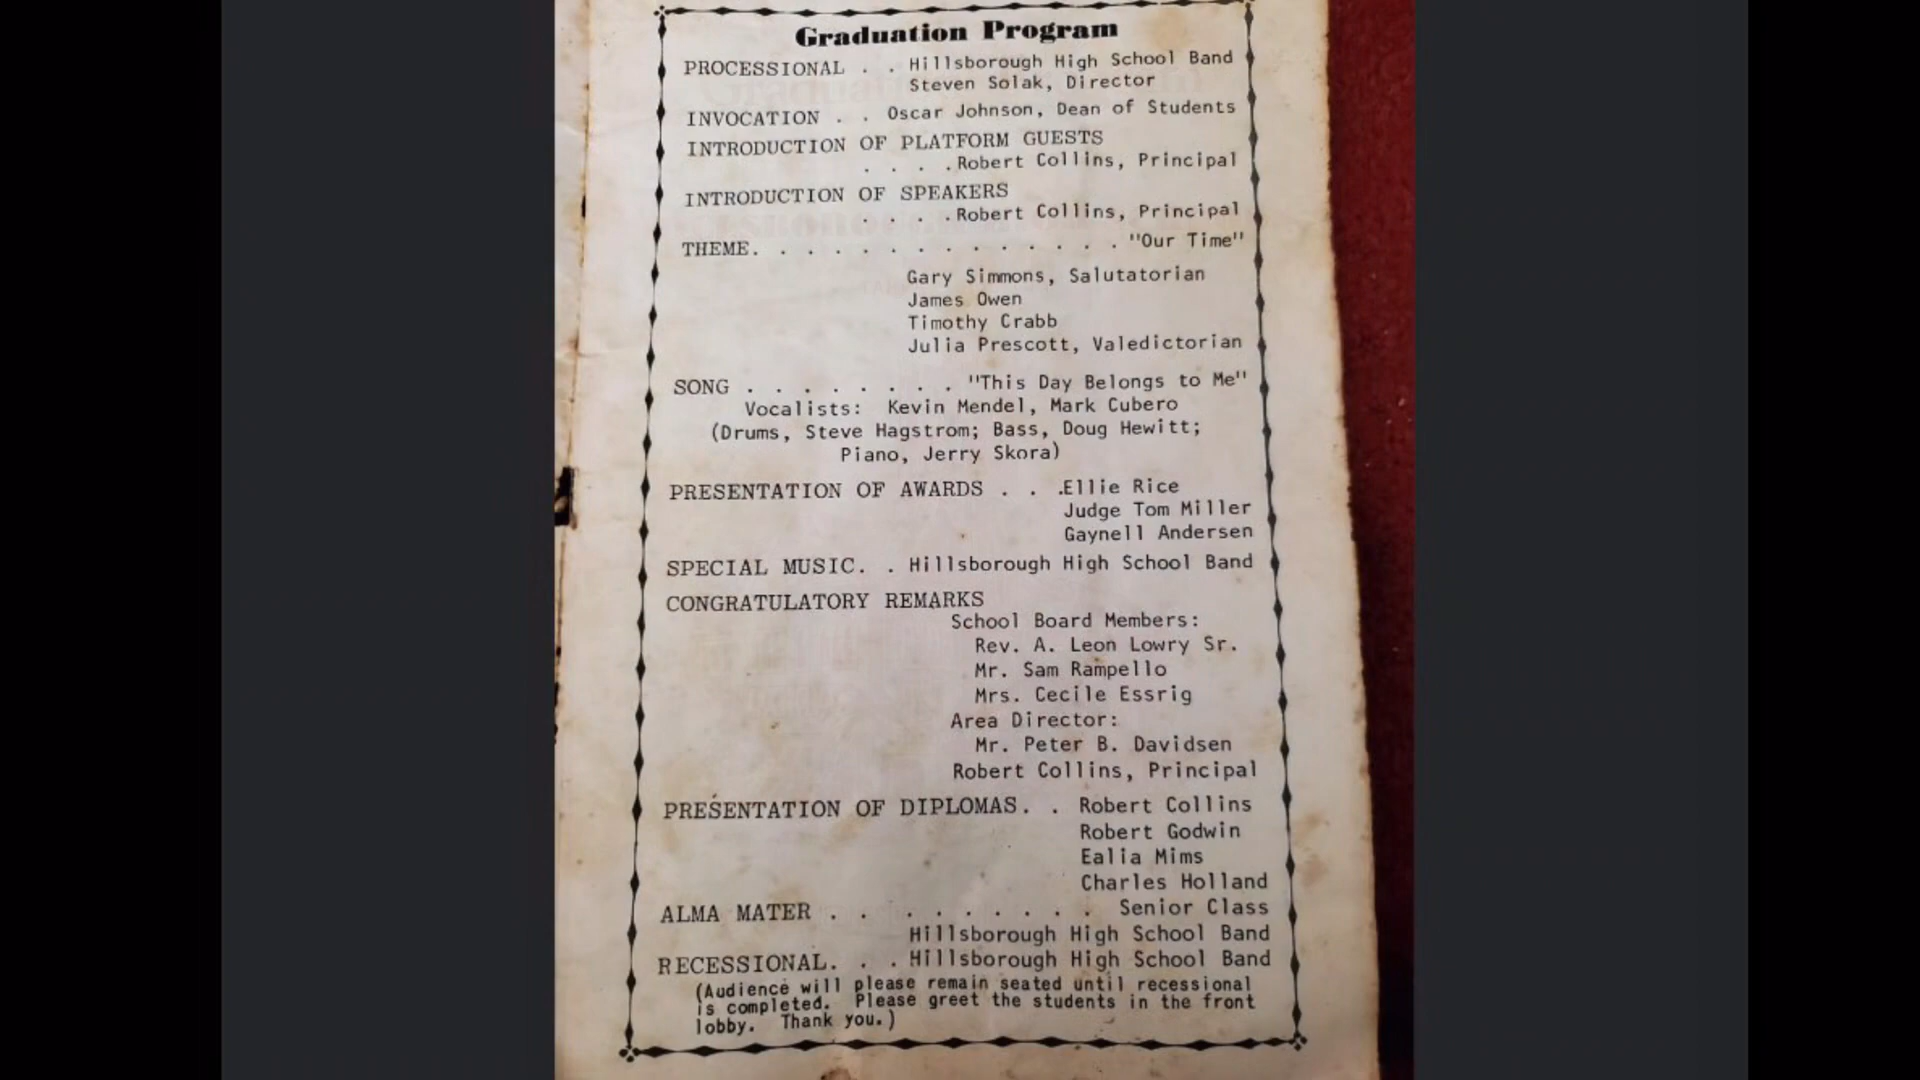 Graduation Program
PROCESSIONAL . . Hillsborough High School Band
Steven Solak, Director
INVOCATION . . Oscar Johnson, Dean of Students
INTRODUCTION OF PLATFORM GUESTS
. . . .Robert Collins, Principal
INTRODUCTION OF SPEAKERS
. . . .Robert Collins, Principal
THEME. . . . . . . . . . . . . . "Our Time"
Gary Simmons, Salutatorian
James Owen
Timothy Crabb
Julia Prescott, Valedictorian
SONG . . . . . . . . "This Day Belongs to Me"
Vocalists: Kevin Mendel, Mark Cubero
(Drums, Steve Hagstrom; Bass, Doug Hewitt;
Piano, Jerry Skora)
PRESENTATION OF AWARDS . . .Ellie Rice
Judge Tom Miller
Gaynell Andersen
SPECIAL MUSIC. . Hillsborough High School Band
CONGRATULATORY REMARKS
School Board Members:
Rev. A. Leon Lowry Sr.
Mr. Sam Rampello
Mrs. Cecile Essrig
Area Director:
Mr. Peter B. Davidsen
Robert Collins, Principal
PRESENTATION OF DIPLOMAS. . Robert Collins
Robert Godwin
Ealia Mims
Charles Holland
ALMA MATER . . . . . . . . . Senior Class
Hillsborough High School Band
RECESSIONAL. . . Hillsborough High School Band
(Audience will please remain seated until recessional
is completed. Please greet the students in the front
lobby. Thank you.)